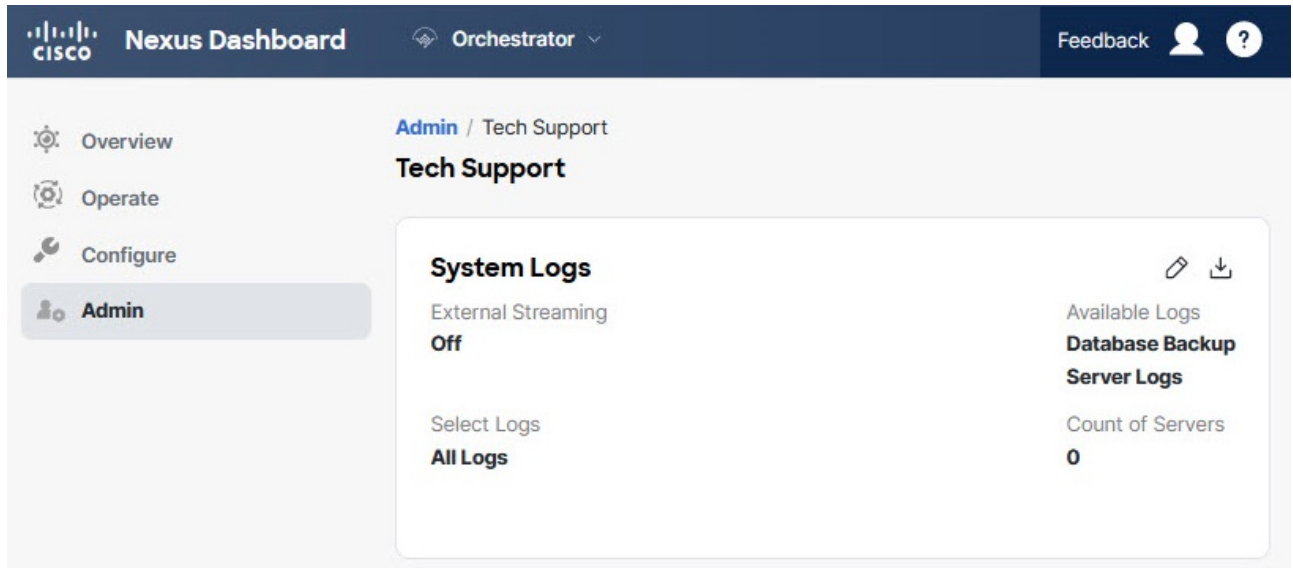 CISCO Nexus Dashboard Orchestrator Feedback ?
Overview
Operate
Configure
Admin
Admin / Tech Support
Tech Support
System Logs
External Streaming
Off
Available Logs
Database Backup
Server Logs
Select Logs
All Logs
Count of Servers
0